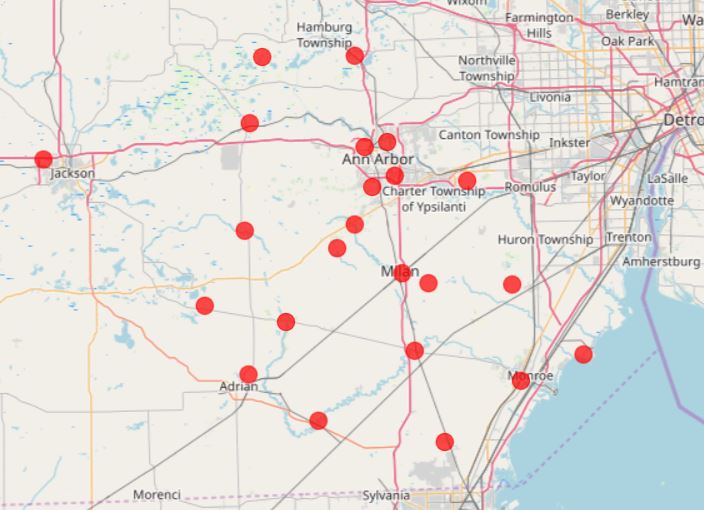 Wixom
Hamburg
Township
Farmington
Hills
Berkley
Wa
Oak Park
Northville
Township
Hamtram
Livonia
Detro
Canton Township
Inkster
Ann Arbor
Jackson
Taylor
LaSalle
Romulus
Charter Township
of Ypsilanti
Wyandotte
Trenton
Huron Township
Amherstburg
Milan
Monroe
Adrian
Morenci
Sylvania